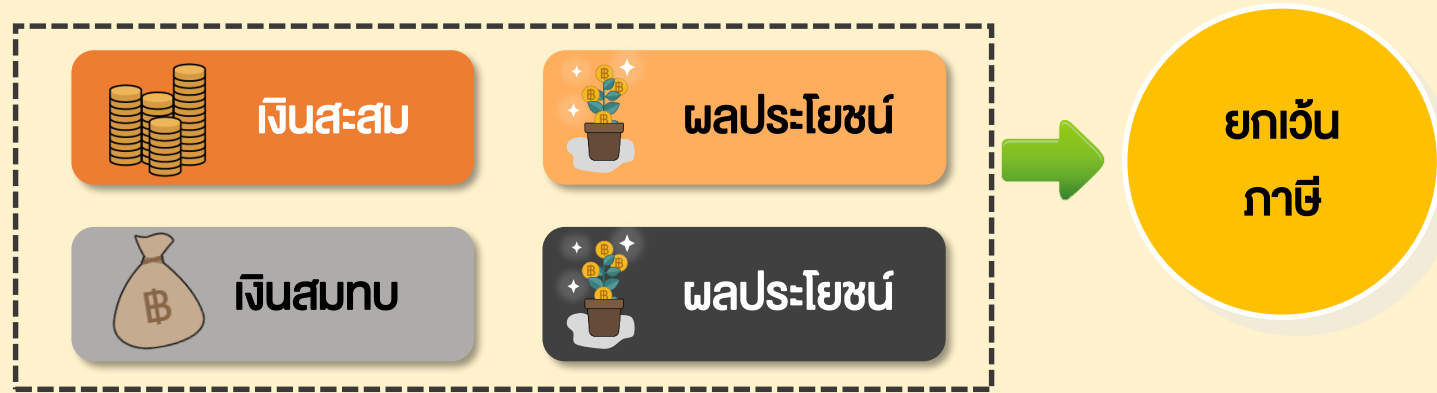 เงินสะสม
ผลประโยชน์
เงินสมทบ
ผลประโยชน์
ยกเว้น
ภาษี